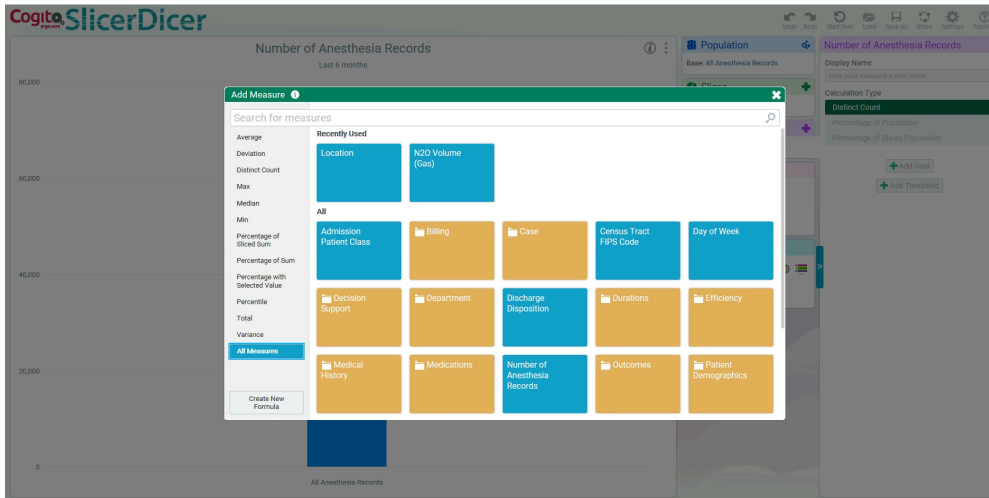 Cogito SlicerDicer
Undo
Redo
Start Over
Load
Save As
Share
Settings
Number of Anesthesia Records
Last 6 months
80,000
60,000
40,000
20,000
0
All Anesthesia Records
Population
Base: All Anesthesia Records
Slices
Number of Anesthesia Records
Display Name
Give your measure a new name
Calculation Type
Distinct Count
Percentage of Population
Percentage of Sliced Population
Add Goal
Add Threshold
Add Measure
Search for measures
Average
Deviation
Distinct Count
Max
Median
Min
Percentage of
Sliced Sum
Percentage of Sum
Percentage with
Selected Value
Percentile
Total
Variance
All Measures
Create New
Formula
Recently Used
Location
N2O Volume
(Gas)
All
Admission
Patient Class
Billing
Case
Census Tract
FIPS Code
Day of Week
Decision
Support
Department
Discharge
Disposition
Durations
Efficiency
Medical
History
Medications
Number of
Anesthesia
Records
Outcomes
Patient
Demographics